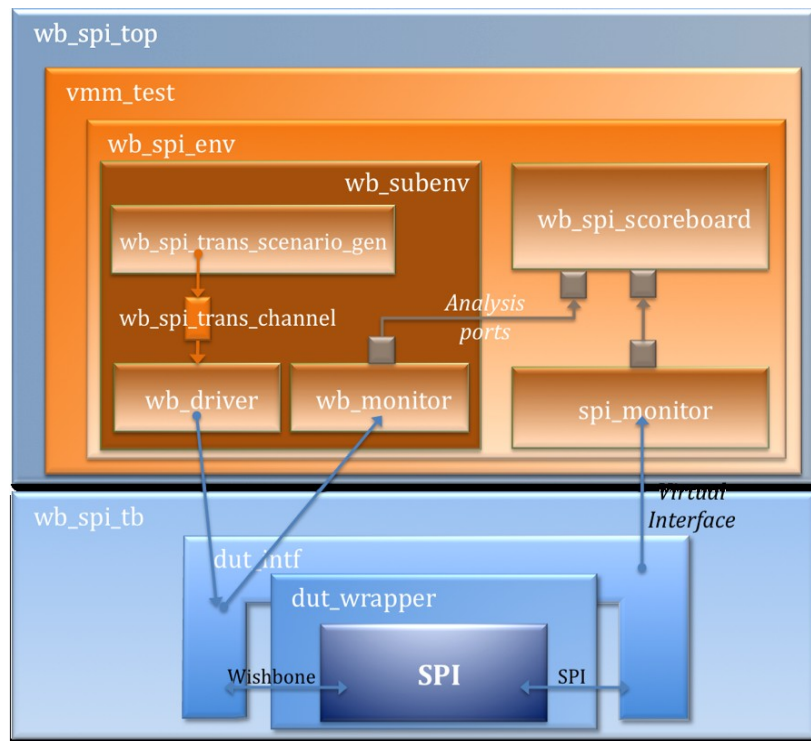 wb_spi_top
vmm_test
wb_spi_env
wb_subenv
wb_spi_trans_scenario_gen
wb_spi_scoreboard
Analysis
ports
wb_spi_trans_channel
wb_driver
wb_monitor
spi_monitor
Virtual
Interface
wb_spi_tb
dut_intf
dut_wrapper
Wishbone
SPI
SPI